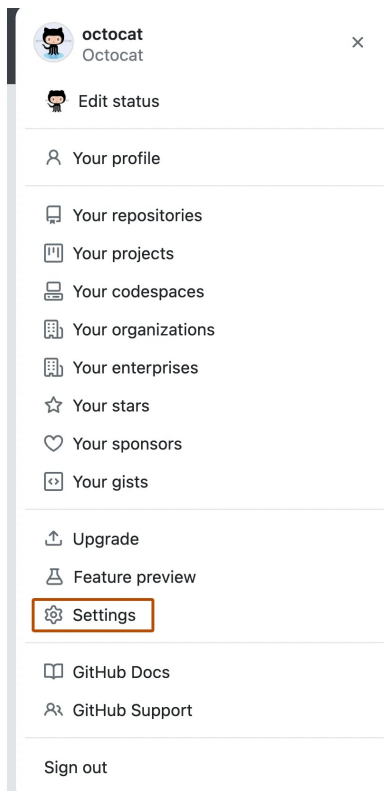 octocat
Octocat
Edit status
Your profile
Your repositories
Your projects
Your codespaces
Your organizations
Your enterprises
Your stars
Your sponsors
Your gists
Upgrade
Feature preview
Settings
GitHub Docs
GitHub Support
Sign out